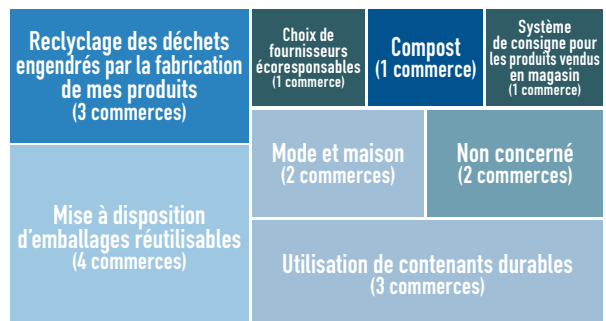 Reclyclage des déchets
engendrés par la fabrication
de mes produits
(3 commerces)
Choix de
fournisseurs
écoresponsables
(1 commerce)
Compost
(1 commerce)
Système
de consigne pour
les produits vendus
en magasin
(1 commerce)
Mode et maison
(2 commerces)
Non concerné
(2 commerces)
Mise à disposition
d'emballages réutilisables
(4 commerces)
Utilisation de contenants durables
(3 commerces)